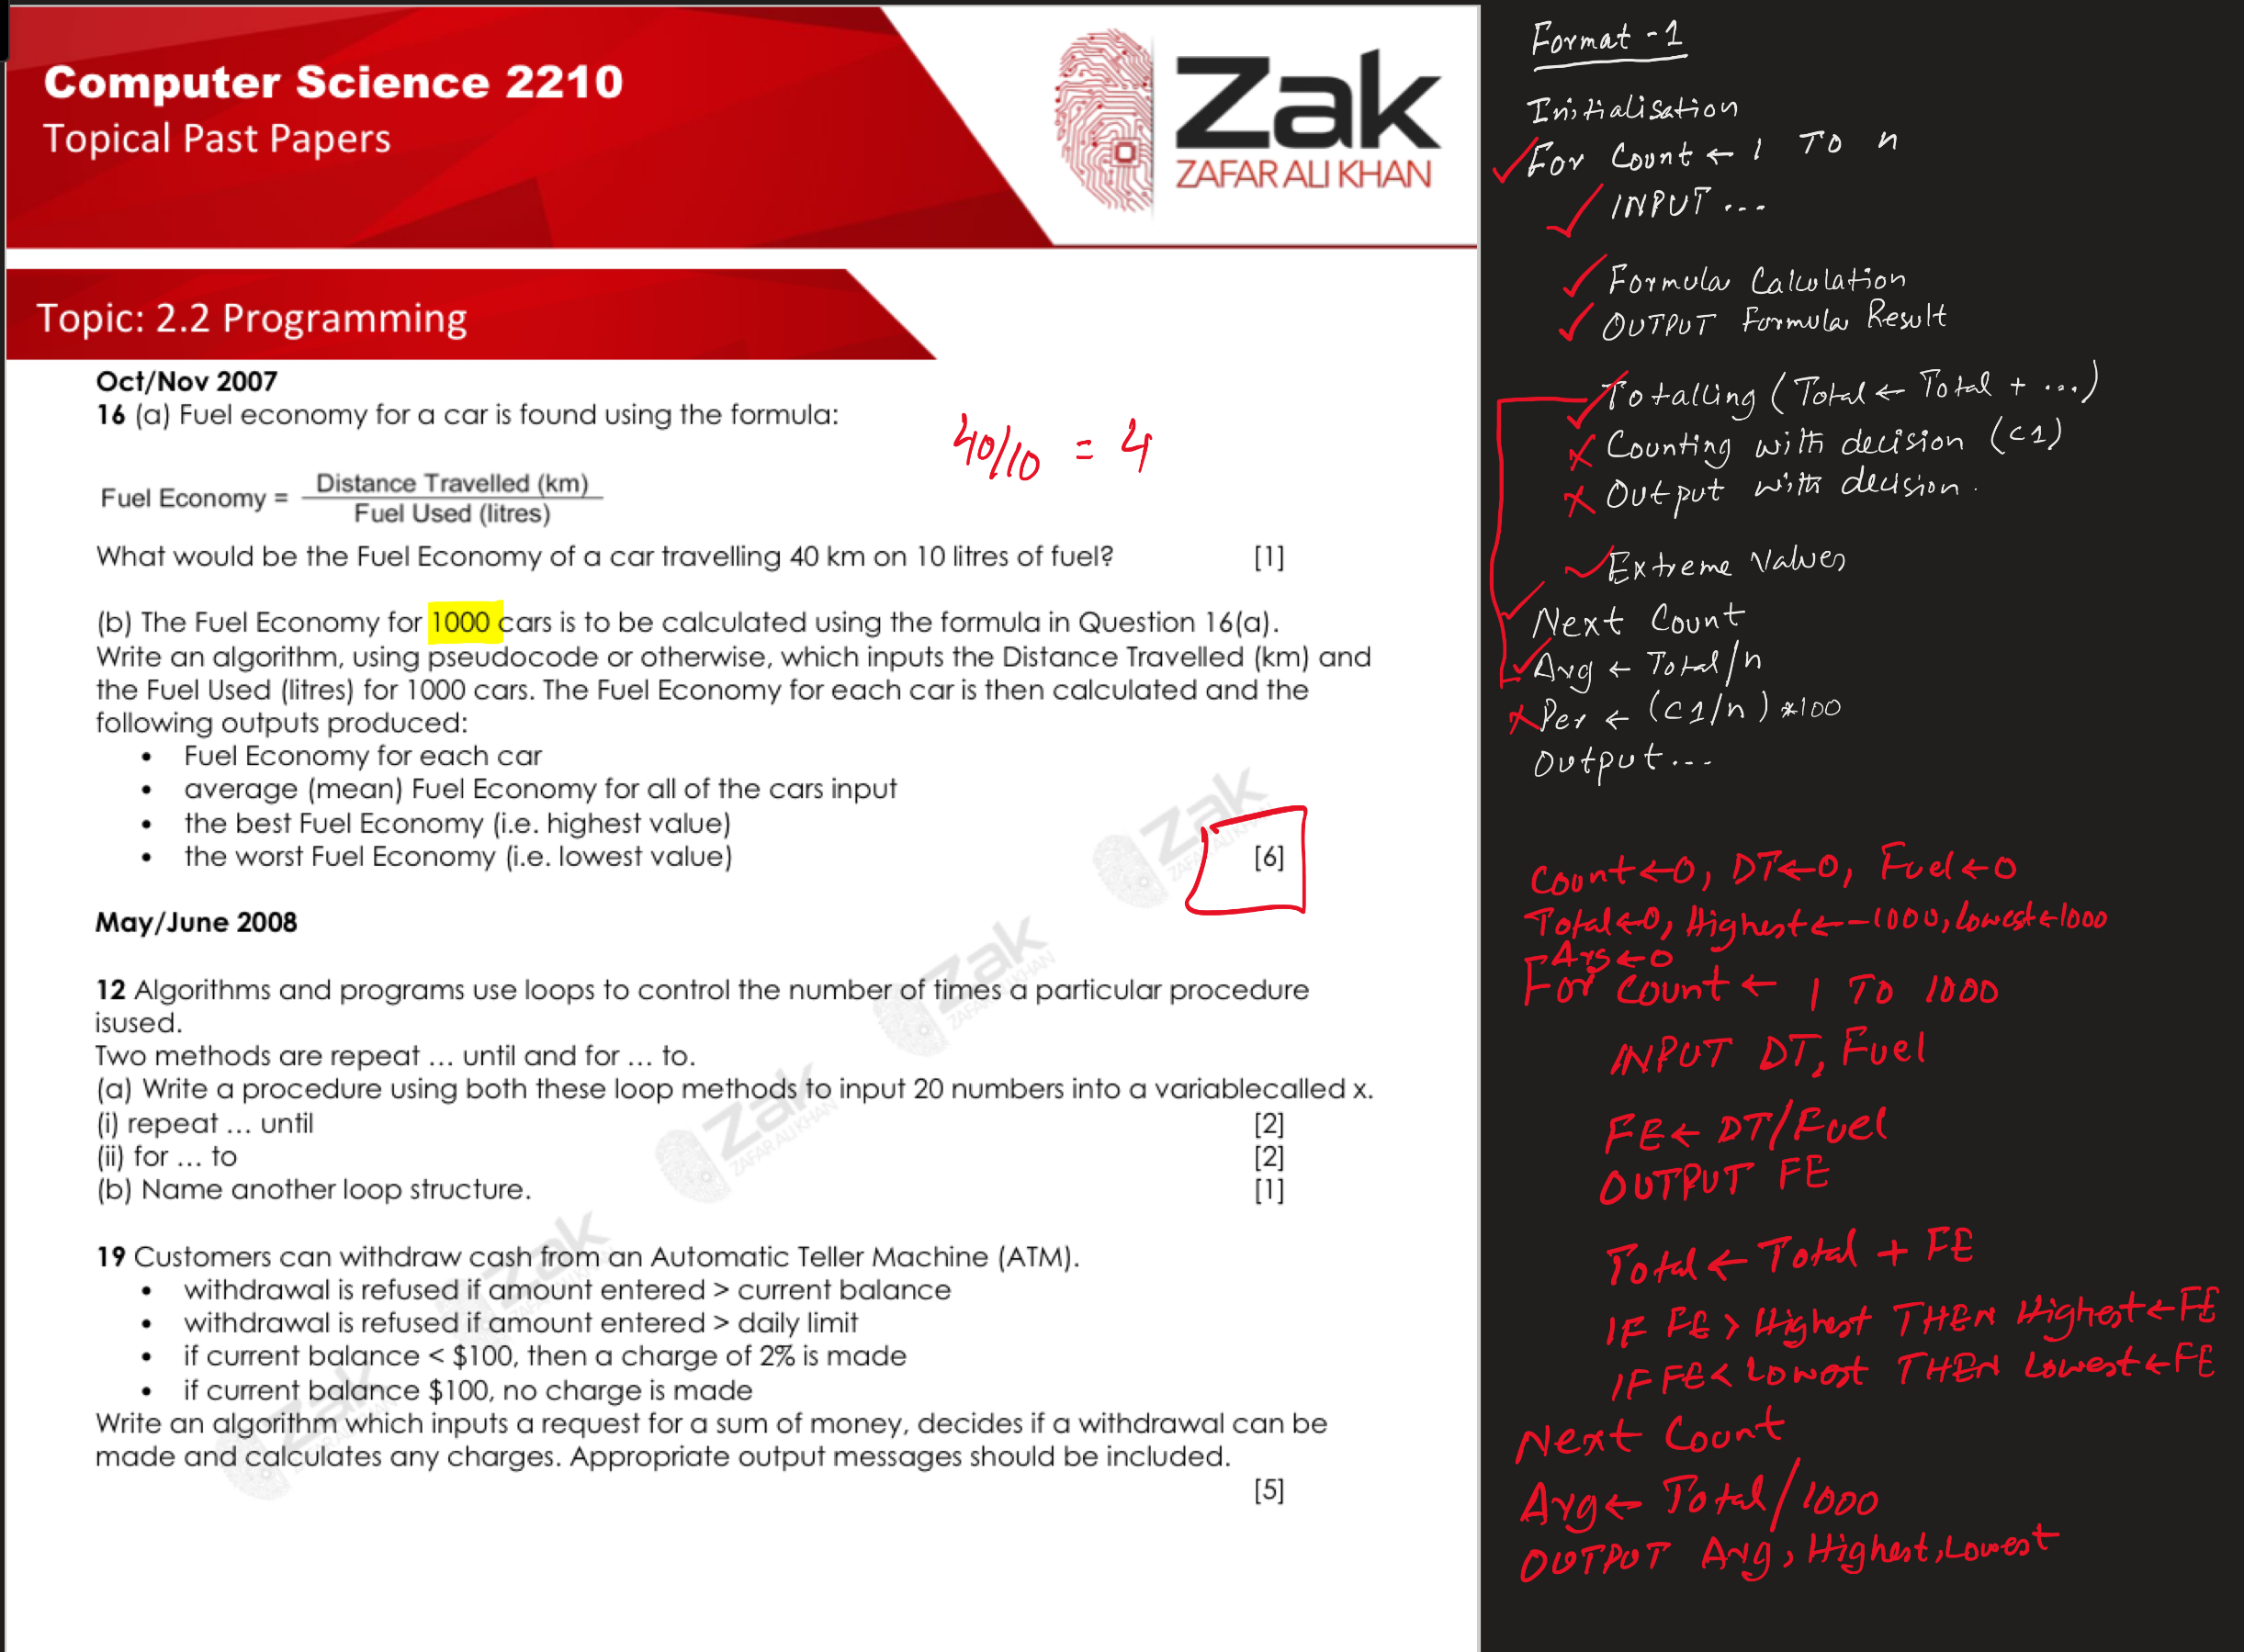 Computer Science 2210
Topical Past Papers
Zak
ZAFAR ALI KHAN
Topic: 2.2 Programming
Oct/Nov 2007
16 (a) Fuel economy for a car is found using the formula:
40/10 = 4
Fuel Economy = Distance Travelled (km)
Fuel Used (litres)
What would be the Fuel Economy of a car travelling 40 km on 10 litres of fuel? [1]
(b) The Fuel Economy for 1000 cars is to be calculated using the formula in Question 16(a).
Write an algorithm, using pseudocode or otherwise, which inputs the Distance Travelled (km) and
the Fuel Used (litres) for 1000 cars. The Fuel Economy for each car is then calculated and the
following outputs produced:
• Fuel Economy for each car
• average (mean) Fuel Economy for all of the cars input
• the best Fuel Economy (i.e. highest value)
• the worst Fuel Economy (i.e. lowest value) [6]
May/June 2008
12 Algorithms and programs use loops to control the number of times a particular procedure
isused.
Two methods are repeat ... until and for ... to.
(a) Write a procedure using both these loop methods to input 20 numbers into a variablecalled x.
(i) repeat ... until [2]
(ii) for ... to [2]
(b) Name another loop structure. [1]
19 Customers can withdraw cash from an Automatic Teller Machine (ATM).
• withdrawal is refused if amount entered > current balance
• withdrawal is refused if amount entered > daily limit
• if current balance < $100, then a charge of 2% is made
• if current balance $100, no charge is made
Write an algorithm which inputs a request for a sum of money, decides if a withdrawal can be
made and calculates any charges. Appropriate output messages should be included.
[5]
Format - 1
Initialisation
For Count ← 1 TO n
INPUT ...
Formula Calculation
OUTPUT Formula Result
Totalling (Total ← Total + ...)
Counting with decision (c1)
Output with decision.
Extreme Values
Next Count
Avg ← Total/n
Per ← (c1/n) *100
Output...
Count←0, DT←0, Fuel←0
Total←0, Highest←-1000, Lowest←1000
Avg←0
For Count ← 1 TO 1000
INPUT DT, Fuel
FE← DT/Fuel
OUTPUT FE
Total ← Total + FE
IF FE > Highest THEN Highest←FE
IF FE < Lowest THEN Lowest←FE
Next Count
Avg← Total/1000
OUTPUT Avg, Highest, Lowest